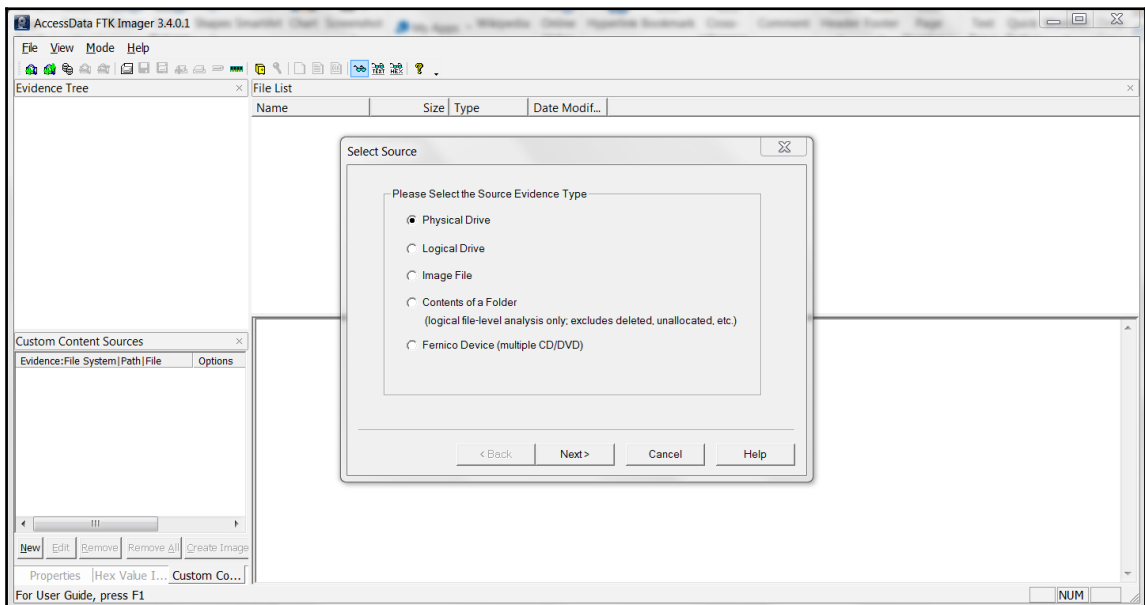 AccessData FTK Imager 3.4.0.1
File View Mode Help
Evidence Tree
File List
Name Size Type Date Modif...
Select Source
Please Select the Source Evidence Type
Physical Drive
Logical Drive
Image File
Contents of a Folder
(logical file-level analysis only; excludes deleted, unallocated, etc.)
Fernico Device (multiple CD/DVD)
< Back Next > Cancel Help
Custom Content Sources
Evidence:File System|Path|File Options
New Edit Remove Remove All Create Image
Properties Hex Value I... Custom Co...
For User Guide, press F1
NUM